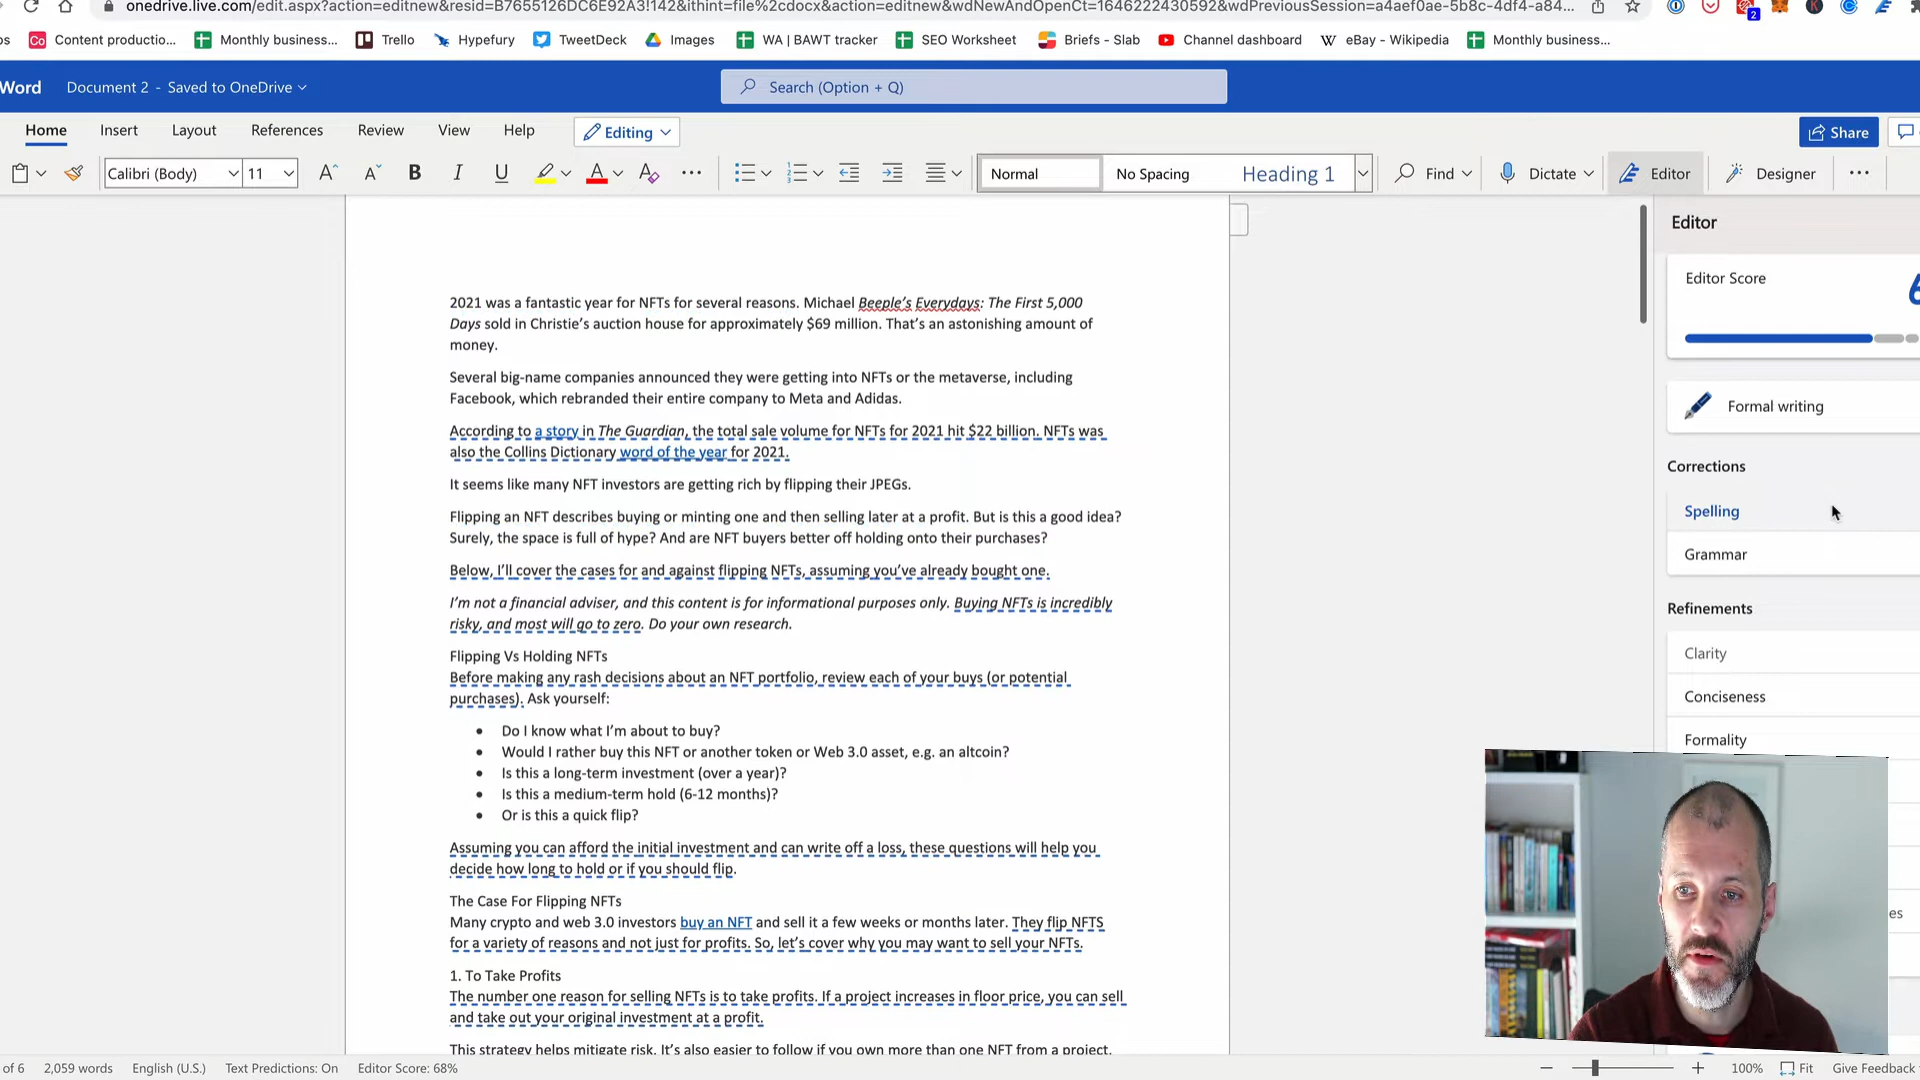 onedrive.live.com/edit.aspx?action=editnew&resid=B7655126DC6E92A3!142&ithint=file%2cdocx&action=editnew&wdNewAndOpenCt=1646222430592&wdPreviousSession=a4aef0ae-5b8c-4df4-a84...
2
Content productio...
Monthly business...
Trello
Hypefury
TweetDeck
Images
WA | BAWT tracker
SEO Worksheet
Briefs - Slab
Channel dashboard
eBay - Wikipedia
Monthly business...
Word
Document 2 - Saved to OneDrive
Search (Option + Q)
Home
Insert
Layout
References
Review
View
Help
Editing
Share
Calibri (Body)
11
Normal
No Spacing
Heading 1
Find
Dictate
Editor
Designer
2021 was a fantastic year for NFTs for several reasons. Michael Beeple’s Everydays: The First 5,000
Days sold in Christie’s auction house for approximately $69 million. That’s an astonishing amount of
money.
Several big-name companies announced they were getting into NFTs or the metaverse, including
Facebook, which rebranded their entire company to Meta and Adidas.
According to a story in The Guardian, the total sale volume for NFTs for 2021 hit $22 billion. NFTs was
also the Collins Dictionary word of the year for 2021.
It seems like many NFT investors are getting rich by flipping their JPEGs.
Flipping an NFT describes buying or minting one and then selling later at a profit. But is this a good idea?
Surely, the space is full of hype? And are NFT buyers better off holding onto their purchases?
Below, I’ll cover the cases for and against flipping NFTs, assuming you’ve already bought one.
I’m not a financial adviser, and this content is for informational purposes only. Buying NFTs is incredibly
risky, and most will go to zero. Do your own research.
Flipping Vs Holding NFTs
Before making any rash decisions about an NFT portfolio, review each of your buys (or potential
purchases). Ask yourself:
• Do I know what I’m about to buy?
• Would I rather buy this NFT or another token or Web 3.0 asset, e.g. an altcoin?
• Is this a long-term investment (over a year)?
• Is this a medium-term hold (6-12 months)?
• Or is this a quick flip?
Assuming you can afford the initial investment and can write off a loss, these questions will help you
decide how long to hold or if you should flip.
The Case For Flipping NFTs
Many crypto and web 3.0 investors buy an NFT and sell it a few weeks or months later. They flip NFTS
for a variety of reasons and not just for profits. So, let’s cover why you may want to sell your NFTs.
1. To Take Profits
The number one reason for selling NFTs is to take profits. If a project increases in floor price, you can sell
and take out your original investment at a profit.
This strategy helps mitigate risk. It’s also easier to follow if you own more than one NFT from a project.
Editor
Editor Score
Formal writing
Corrections
Spelling
Grammar
Refinements
Clarity
Conciseness
Formality
of 6
2,059 words
English (U.S.)
Text Predictions: On
Editor Score: 68%
100%
Fit
Give Feedback